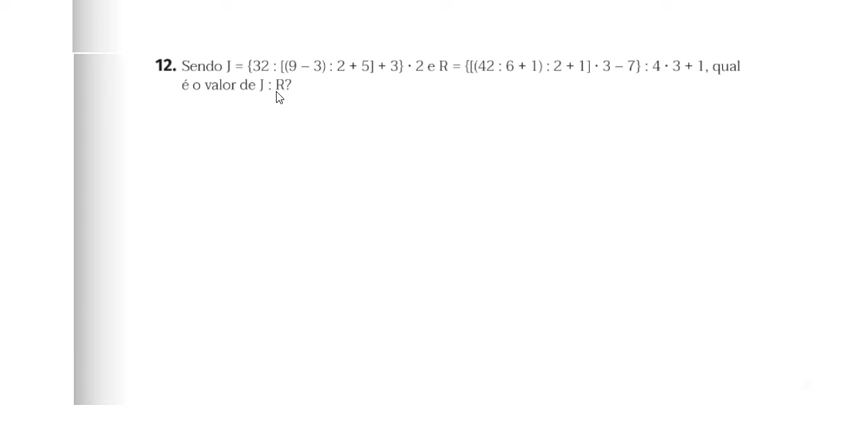 12. Sendo J = {32 : [(9 – 3) : 2 + 5] + 3} · 2 e R = {[(42 : 6 + 1) : 2 + 1] · 3 – 7} : 4 · 3 + 1, qual
é o valor de J : R?